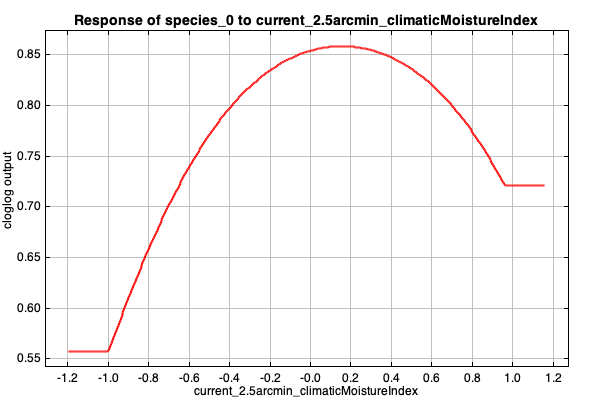 Response of species_0 to current_2.5arcmin_climaticMoistureIndex
cloglog output
0.85
0.80
0.75
0.70
0.65
0.60
0.55
-1.2 -1.0 -0.8 -0.6 -0.4 -0.2 -0.0 0.2 0.4 0.6 0.8 1.0 1.2
current_2.5arcmin_climaticMoistureIndex